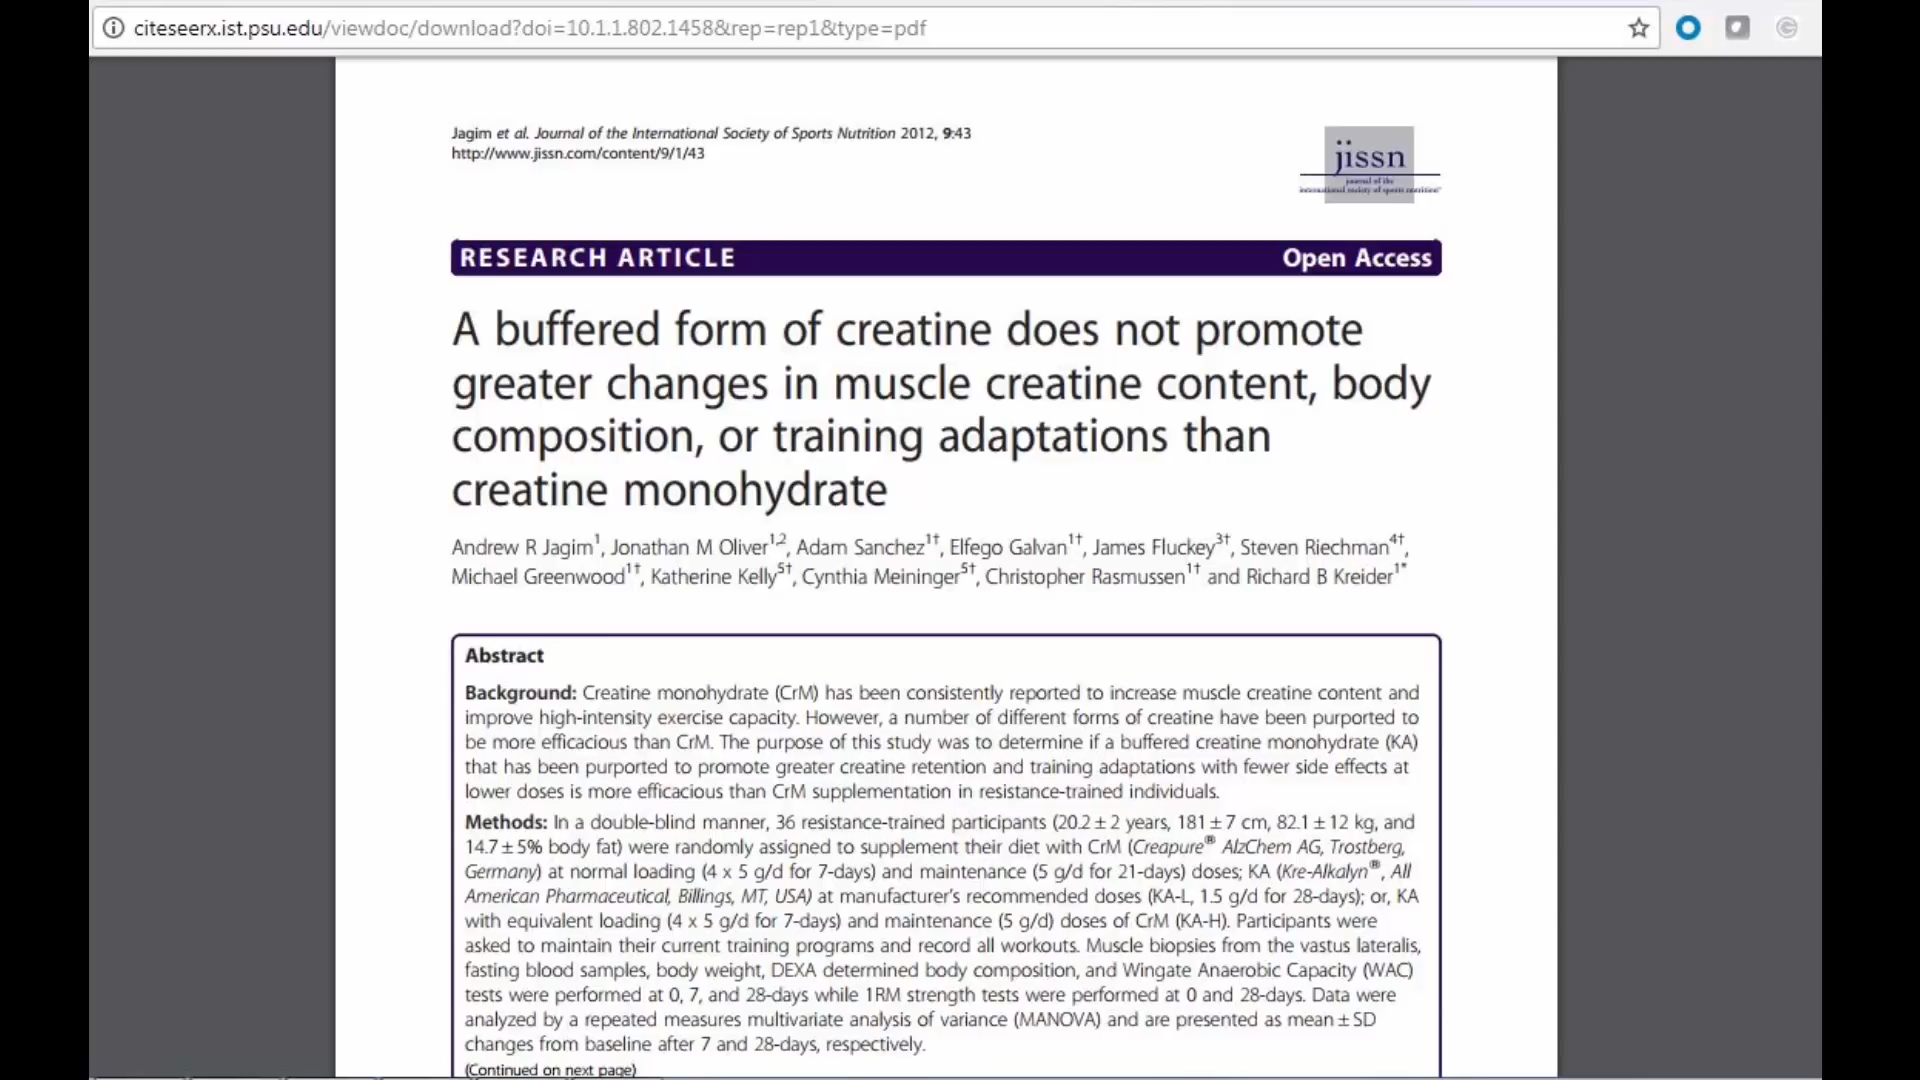 citeseerx.ist.psu.edu/viewdoc/download?doi=10.1.1.802.1458&rep=rep1&type=pdf
Jagim et al. Journal of the International Society of Sports Nutrition 2012, 9:43
http://www.jissn.com/content/9/1/43
jissn
journal of the
international society of sports nutrition
RESEARCH ARTICLE Open Access
A buffered form of creatine does not promote
greater changes in muscle creatine content, body
composition, or training adaptations than
creatine monohydrate
Andrew R Jagim1, Jonathan M Oliver1,2, Adam Sanchez1†, Elfego Galvan1†, James Fluckey3†, Steven Riechman4†,
Michael Greenwood1†, Katherine Kelly5†, Cynthia Meininger5†, Christopher Rasmussen1† and Richard B Kreider1*
Abstract
Background: Creatine monohydrate (CrM) has been consistently reported to increase muscle creatine content and
improve high-intensity exercise capacity. However, a number of different forms of creatine have been purported to
be more efficacious than CrM. The purpose of this study was to determine if a buffered creatine monohydrate (KA)
that has been purported to promote greater creatine retention and training adaptations with fewer side effects at
lower doses is more efficacious than CrM supplementation in resistance-trained individuals.
Methods: In a double-blind manner, 36 resistance-trained participants (20.2 ± 2 years, 181 ± 7 cm, 82.1 ± 12 kg, and
14.7 ± 5% body fat) were randomly assigned to supplement their diet with CrM (Creapure® AlzChem AG, Trostberg,
Germany) at normal loading (4 x 5 g/d for 7-days) and maintenance (5 g/d for 21-days) doses; KA (Kre-Alkalyn®, All
American Pharmaceutical, Billings, MT, USA) at manufacturer's recommended doses (KA-L, 1.5 g/d for 28-days); or, KA
with equivalent loading (4 x 5 g/d for 7-days) and maintenance (5 g/d) doses of CrM (KA-H). Participants were
asked to maintain their current training programs and record all workouts. Muscle biopsies from the vastus lateralis,
fasting blood samples, body weight, DEXA determined body composition, and Wingate Anaerobic Capacity (WAC)
tests were performed at 0, 7, and 28-days while 1RM strength tests were performed at 0 and 28-days. Data were
analyzed by a repeated measures multivariate analysis of variance (MANOVA) and are presented as mean ± SD
changes from baseline after 7 and 28-days, respectively.
(Continued on next page)